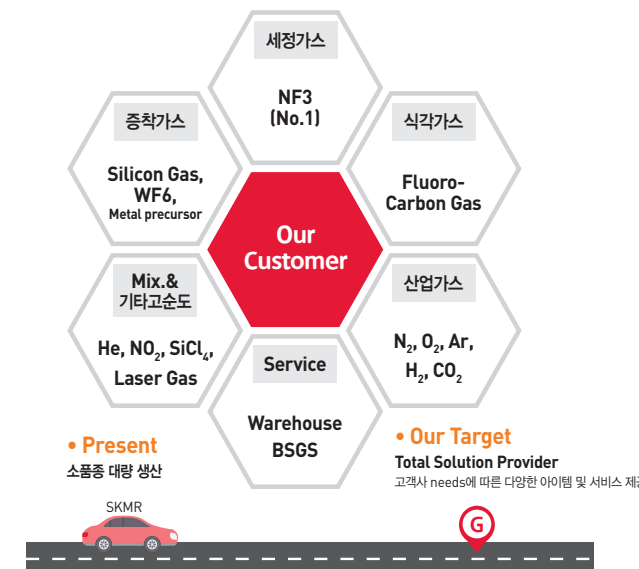 세정가스
NF3
(No.1)
증착가스
Silicon Gas,
WF6,
Metal precursor
식각가스
Fluoro-
Carbon Gas
Our
Customer
Mix.&
기타고순도
He, NO₂, SiCl₄,
Laser Gas
산업가스
N₂, O₂, Ar,
H₂, CO₂
Service
Warehouse
BSGS
• Present
소품종 대량 생산
SKMR
• Our Target
Total Solution Provider
고객사 needs에 따른 다양한 아이템 및 서비스 제공
G